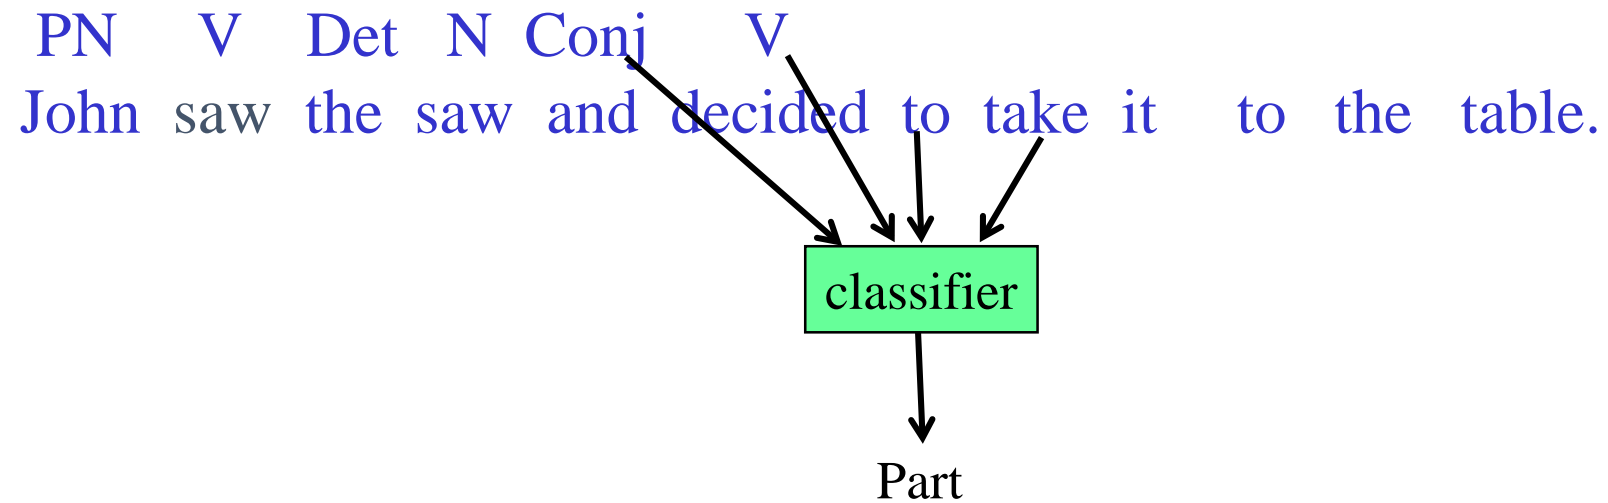 PN V Det N Conj V
John saw the saw and decided to take it to the table.
classifier
Part